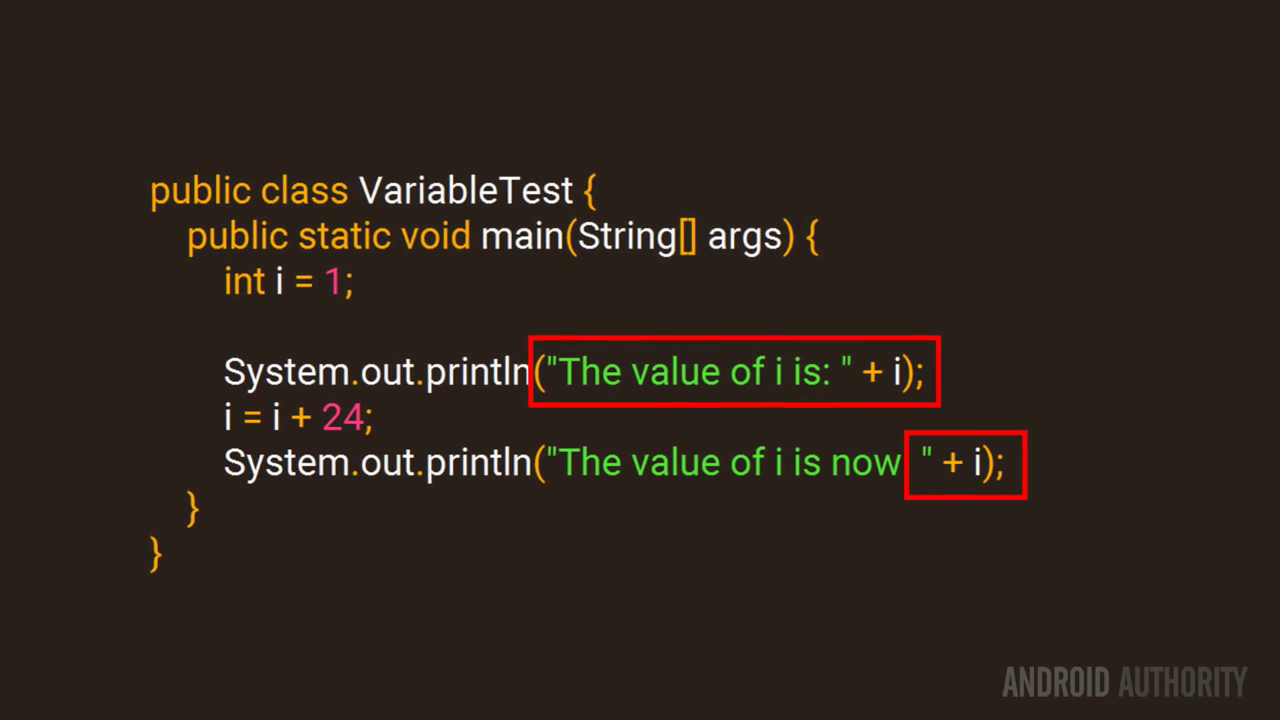 public class VariableTest {
public static void main(String[] args) {
int i = 1;
System.out.println("The value of i is: " + i);
i = i + 24;
System.out.println("The value of i is now " + i);
}
}
ANDROID AUTHORITY